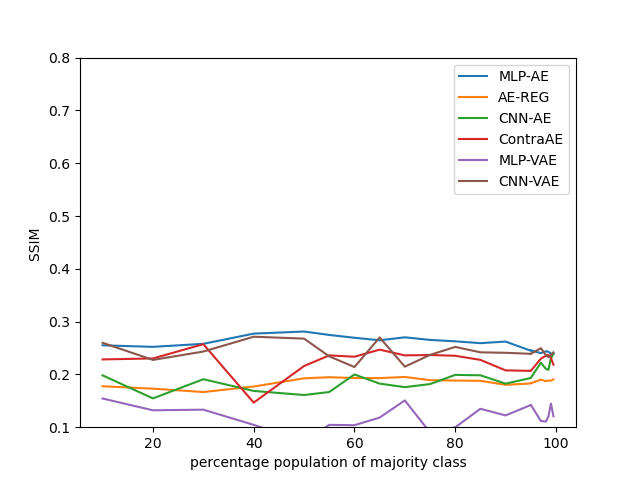 0.8
0.7
0.6
0.5
0.4
0.3
0.2
0.1
SSIM
MLP-AE
AE-REG
CNN-AE
ContraAE
MLP-VAE
CNN-VAE
20 40 60 80 100
percentage population of majority class